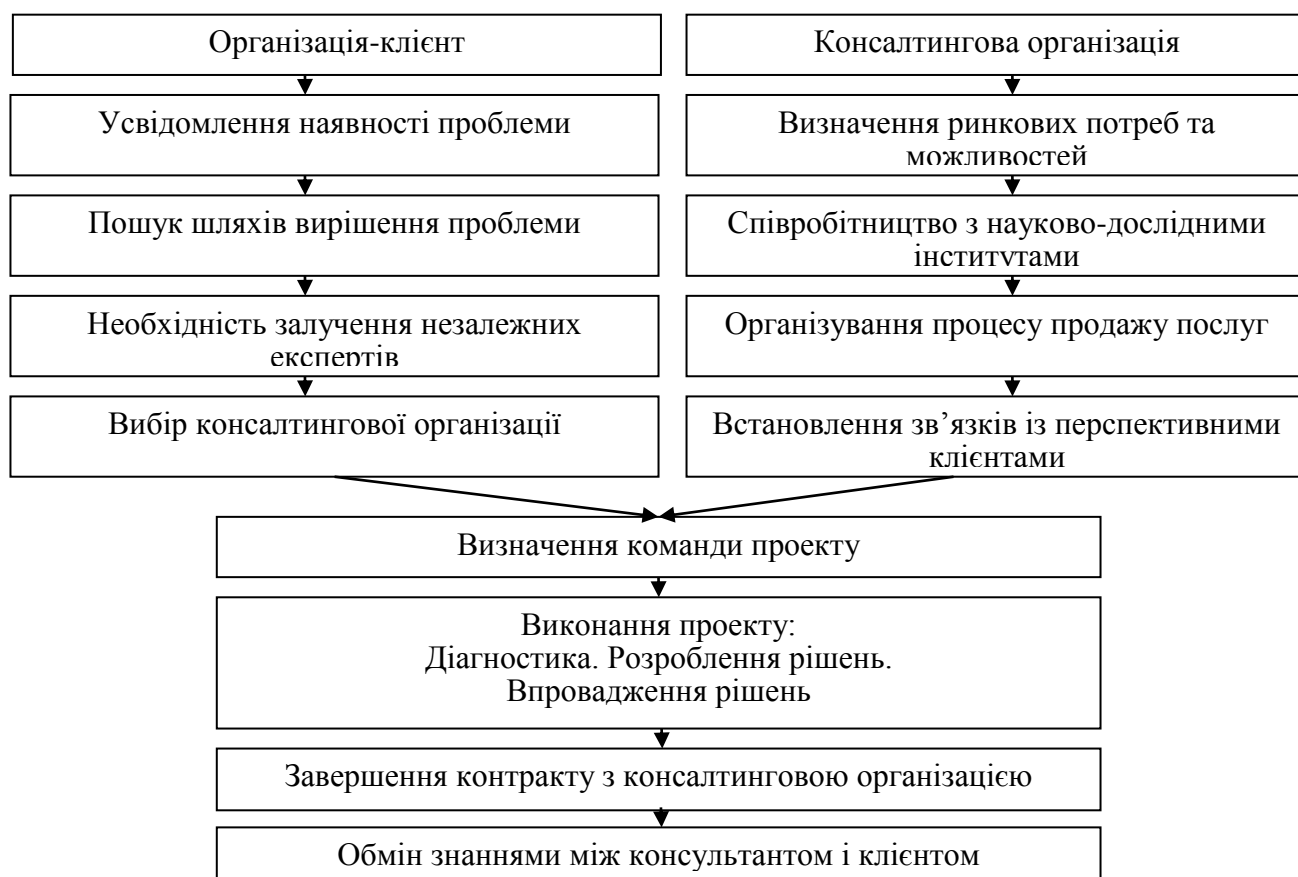 Організація-клієнт
Усвідомлення наявності проблеми
Пошук шляхів вирішення проблеми
Необхідність залучення незалежних
експертів
Вибір консалтингової організації
Консалтингова організація
Визначення ринкових потреб та
можливостей
Співробітництво з науково-дослідними
інститутами
Організування процесу продажу послуг
Встановлення зв’язків із перспективними
клієнтами
Визначення команди проекту
Виконання проекту:
Діагностика. Розроблення рішень.
Впровадження рішень
Завершення контракту з консалтинговою організацією
Обмін знаннями між консультантом і клієнтом